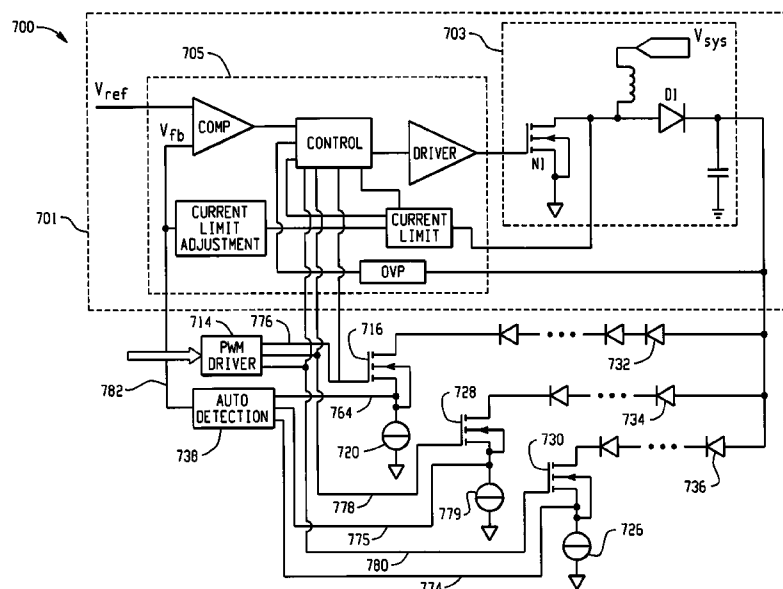 700
705
703
Vsys
Vref
Vfb
COMP
CONTROL
DRIVER
N1
D1
701
CURRENT LIMIT ADJUSTMENT
CURRENT LIMIT
OVP
714
776
716
732
PWM DRIVER
782
AUTO DETECTION
738
764
720
728
734
730
736
778
775
779
780
774
726